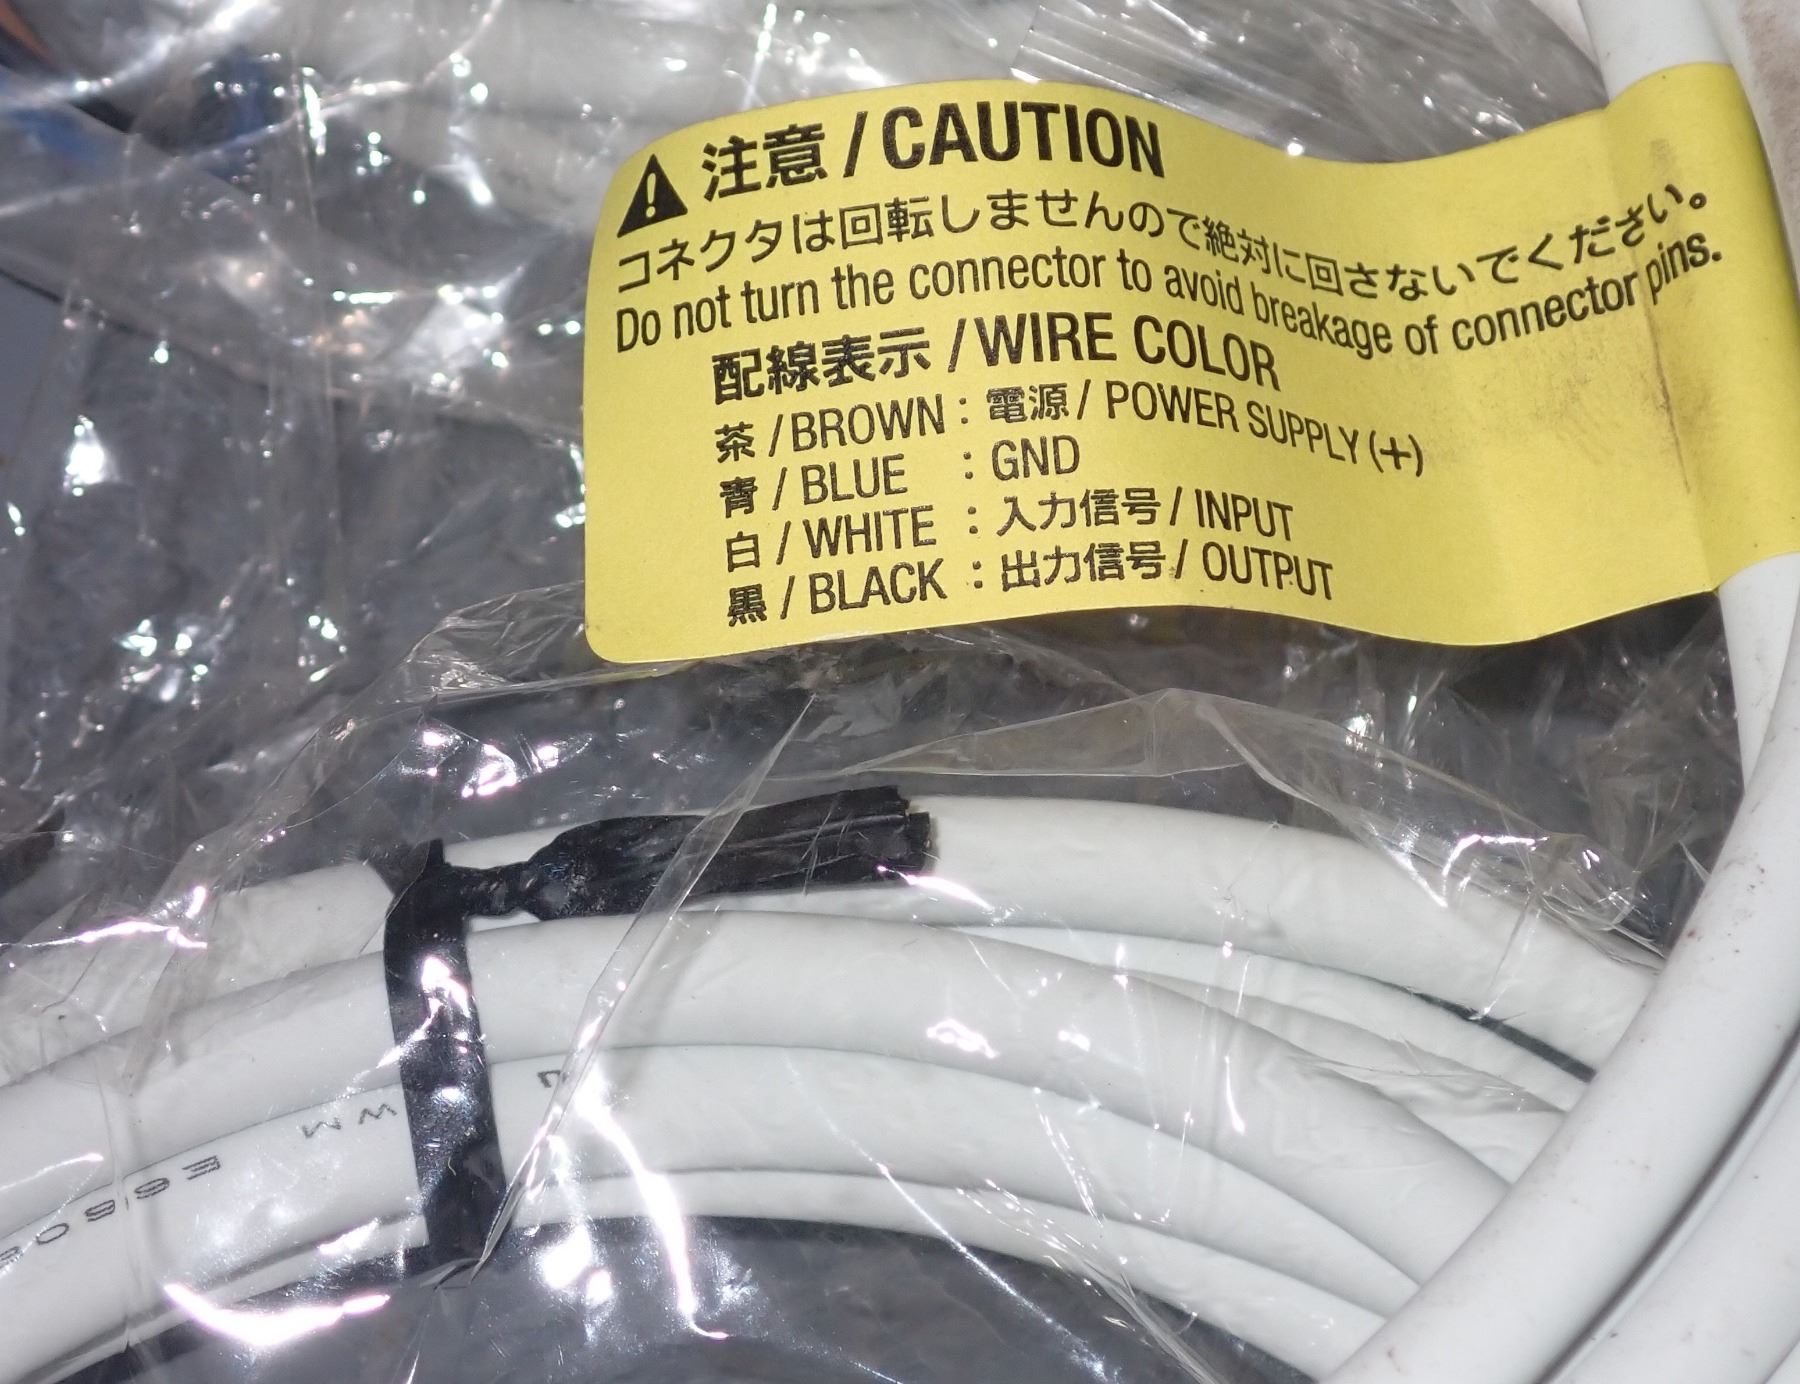 注意 / CAUTION
コネクタは回転しませんので絶対に回さないでください。
Do not turn the connector to avoid breakage of connector pins.
配線表示 / WIRE COLOR
茶 / BROWN : 電源 / POWER SUPPLY (+)
青 / BLUE : GND
白 / WHITE : 入力信号 / INPUT
黒 / BLACK : 出力信号 / OUTPUT